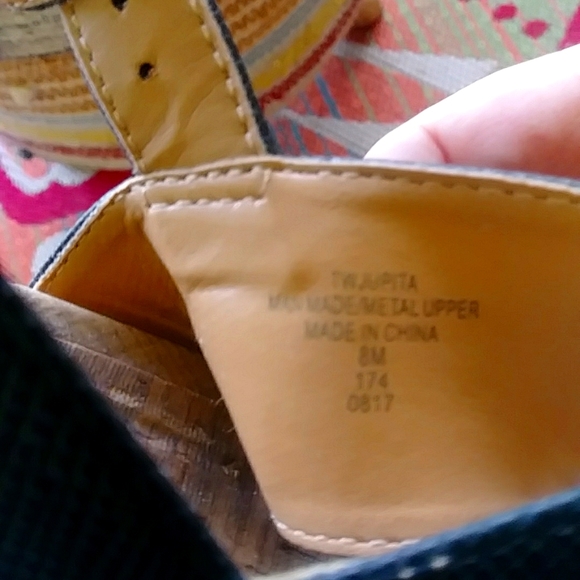 TWJUPITA
MAN MADE/METAL UPPER
MADE IN CHINA
8M
174
0817